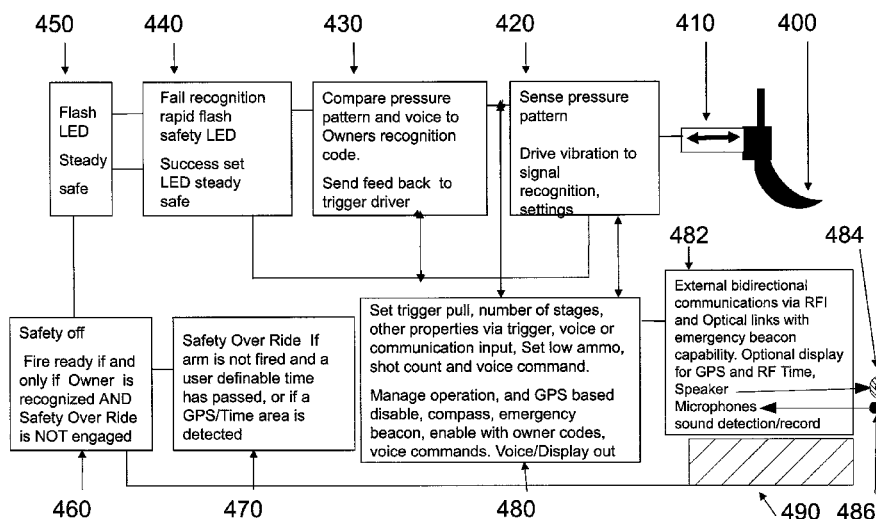 450
440
430
420
410
400
Flash
LED
Steady
safe
Fail recognition
rapid flash
safety LED
Success set
LED steady
safe
Compare pressure
pattern and voice to
Owners recognition
code.
Send feed back to
trigger driver
Sense pressure
pattern
Drive vibration to
signal
recognition,
settings
482
484
Safety off
Fire ready if and
only if Owner is
recognized AND
Safety Over Ride
is NOT engaged
Safety Over Ride If
arm is not fired and a
user definable time
has passed, or if a
GPS/Time area is
detected
Set trigger pull, number of stages,
other properties via trigger, voice or
communication input, Set low ammo,
shot count and voice command.
Manage operation, and GPS based
disable, compass, emergency
beacon, enable with owner codes,
voice commands. Voice/Display out
External bidirectional
communications via RFI
and Optical links with
emergency beacon
capability. Optional display
for GPS and RF Time,
Speaker
Microphones
sound detection/record
460
470
480
490
486